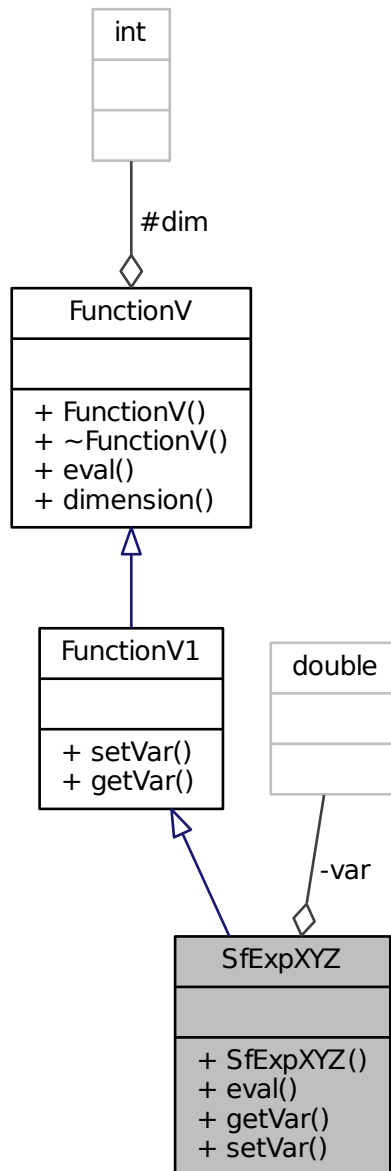 int
#dim
FunctionV
+ FunctionV()
+ ~FunctionV()
+ eval()
+ dimension()
FunctionV1
+ setVar()
+ getVar()
double
-var
SfExpXYZ
+ SfExpXYZ()
+ eval()
+ getVar()
+ setVar()